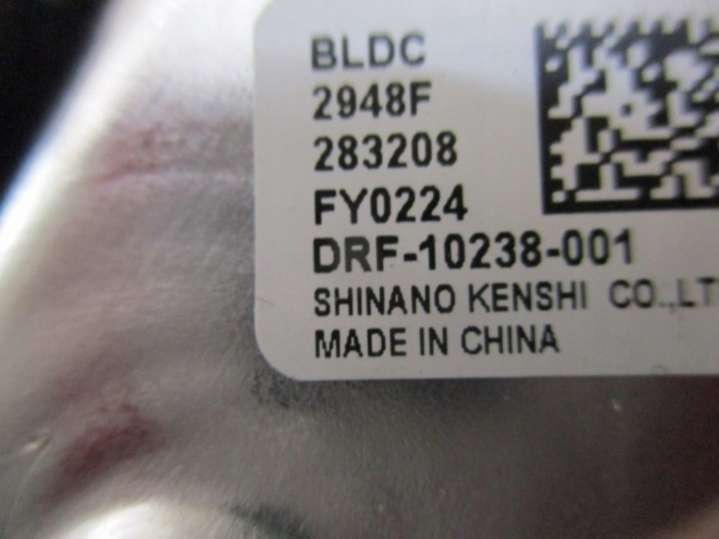 BLDC
2948F
283208
FY0224
DRF-10238-001
SHINANO KENSHI CO.,LT
MADE IN CHINA